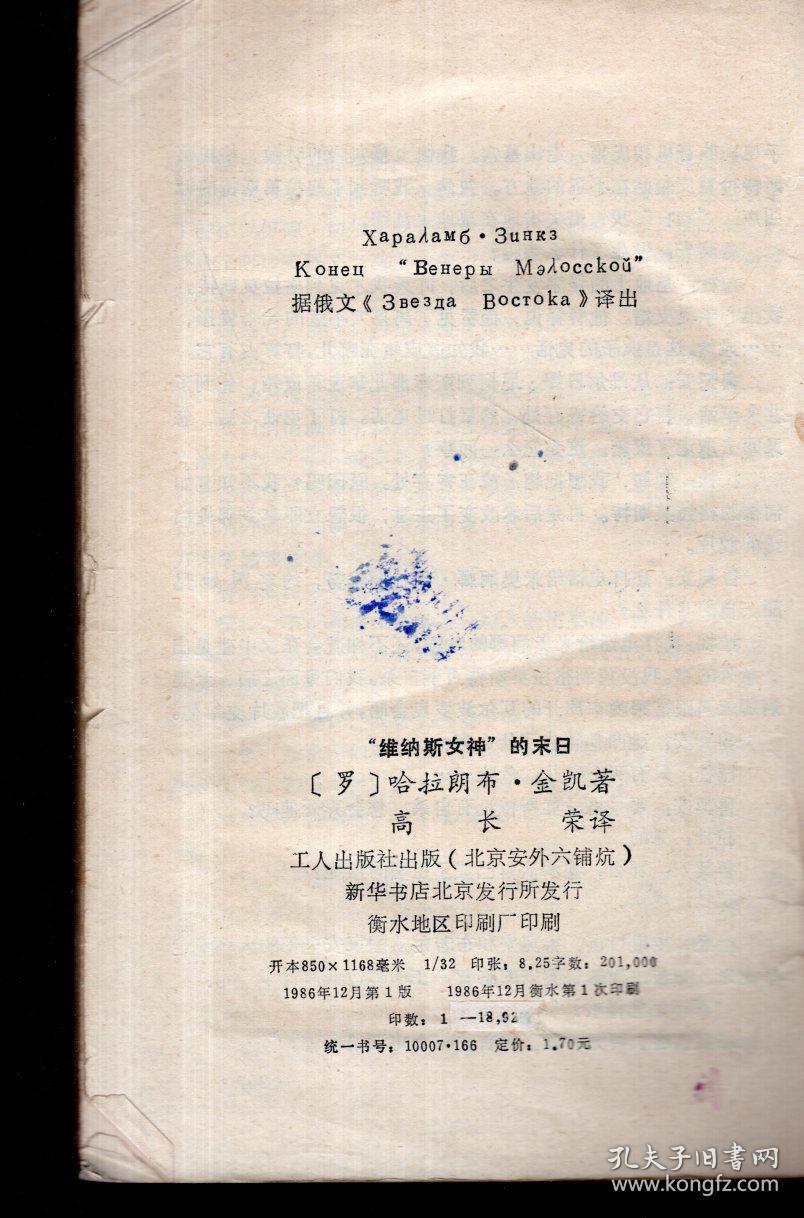 Хараламб·Зинкз
Конец “Венеры Мэлосской”
据俄文《Звезда Востока》译出
“维纳斯女神”的末日
〔罗〕哈拉朗布·金凯著
高长荣译
工人出版社出版（北京安外六铺炕）
新华书店北京发行所发行
衡水地区印刷厂印刷
开本850×1168毫米 1/32 印张：8.25字数：201,000
1986年12月第1版 1986年12月衡水第1次印刷
印数：1—18,92
统一书号：10007·166 定价：1.70元
孔夫子旧书网
www.kongfz.com